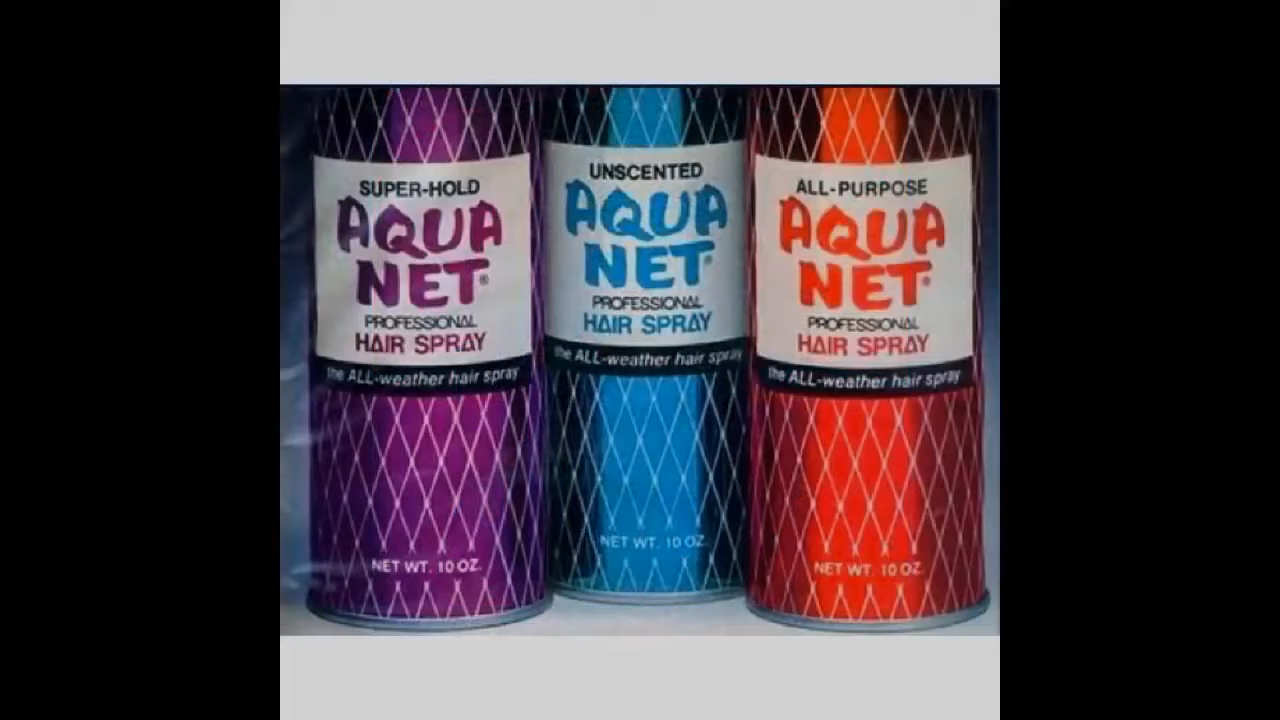 SUPER-HOLD
AQUA
NET®
PROFESSIONAL
HAIR SPRAY
the ALL-weather hair spray
NET WT. 10 OZ.
UNSCENTED
AQUA
NET®
PROFESSIONAL
HAIR SPRAY
the ALL-weather hair spray
NET WT. 10 OZ.
ALL-PURPOSE
AQUA
NET®
PROFESSIONAL
HAIR SPRAY
the ALL-weather hair spray
NET WT. 10 OZ.